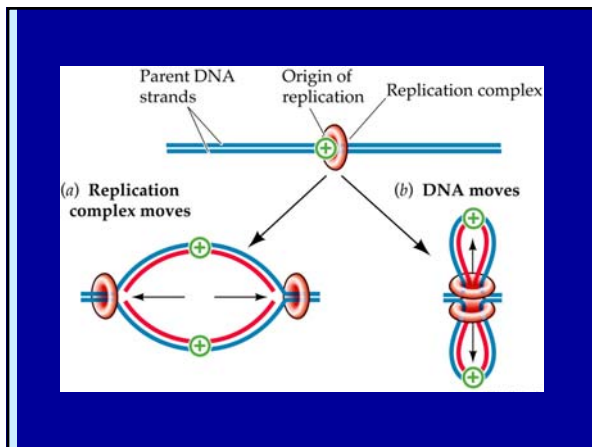 Parent DNA
strands
Origin of
replication
Replication complex
+
(a) Replication
complex moves
(b) DNA moves
+
+
+
+